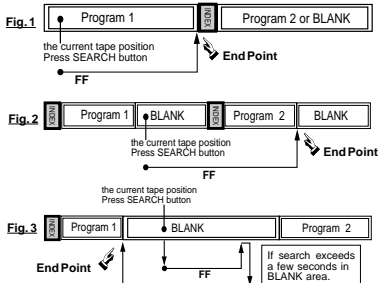 Fig. 1
Program 1
INDEX
Program 2 or BLANK
the current tape position
Press SEARCH button
End Point
FF
Fig. 2
INDEX
Program 1
BLANK
INDEX
Program 2
BLANK
the current tape position
Press SEARCH button
End Point
FF
the current tape position
Press SEARCH button
Fig. 3
INDEX
Program 1
BLANK
Program 2
End Point
FF
If search exceeds
a few seconds in
BLANK area.